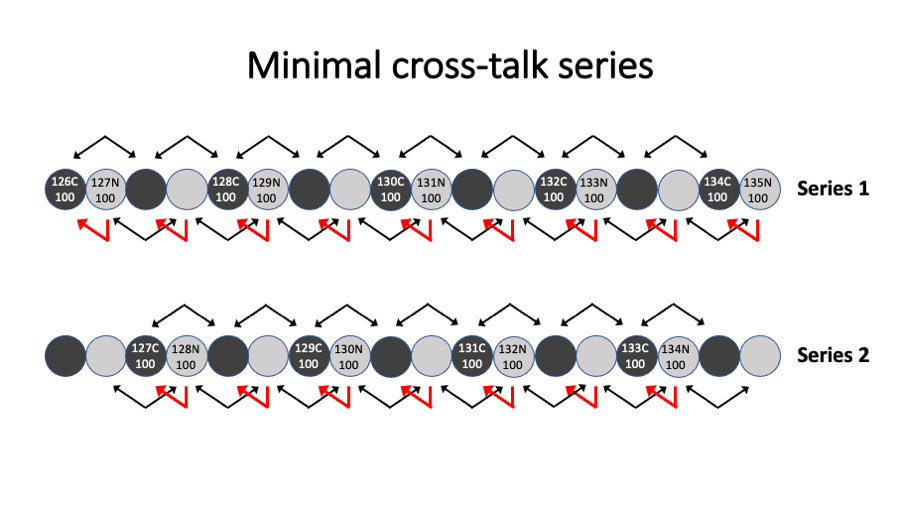 Minimal cross-talk series
126C 127N 128C 129N 130C 131N 132C 133N 134C 135N
100 100 100 100 100 100 100 100 100 100
Series 1
127C 128N 129C 130N 131C 132N 133C 134N
100 100 100 100 100 100 100 100
Series 2